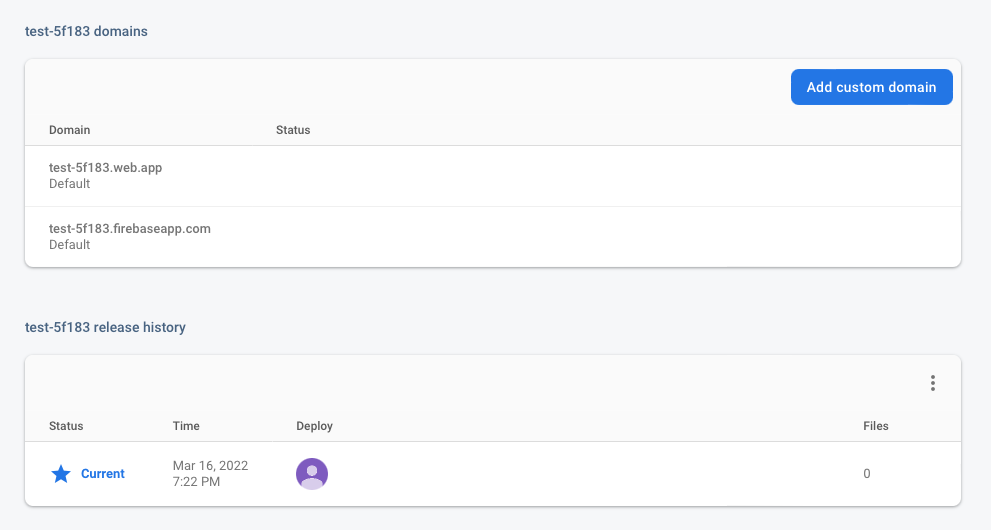 test-5f183 domains
Add custom domain
Domain Status
test-5f183.web.app
Default
test-5f183.firebaseapp.com
Default
test-5f183 release history
Status Time Deploy Files
Current Mar 16, 2022 0
7:22 PM